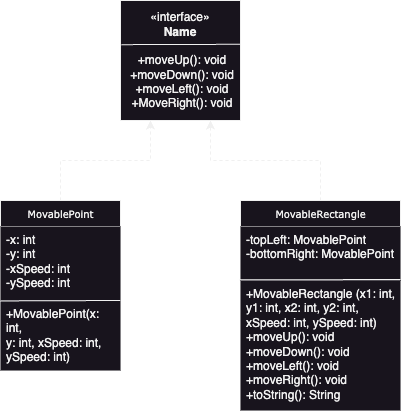 «interface»
Name
+moveUp(): void
+moveDown(): void
+moveLeft(): void
+MoveRight(): void
MovablePoint
-x: int
-y: int
-xSpeed: int
-ySpeed: int
+MovablePoint(x:
int,
y: int, xSpeed: int,
ySpeed: int)
MovableRectangle
-topLeft: MovablePoint
-bottomRight: MovablePoint
+MovableRectangle (x1: int,
y1: int, x2: int, y2: int,
xSpeed: int, ySpeed: int)
+moveUp(): void
+moveDown(): void
+moveLeft(): void
+moveRight(): void
+toString(): String